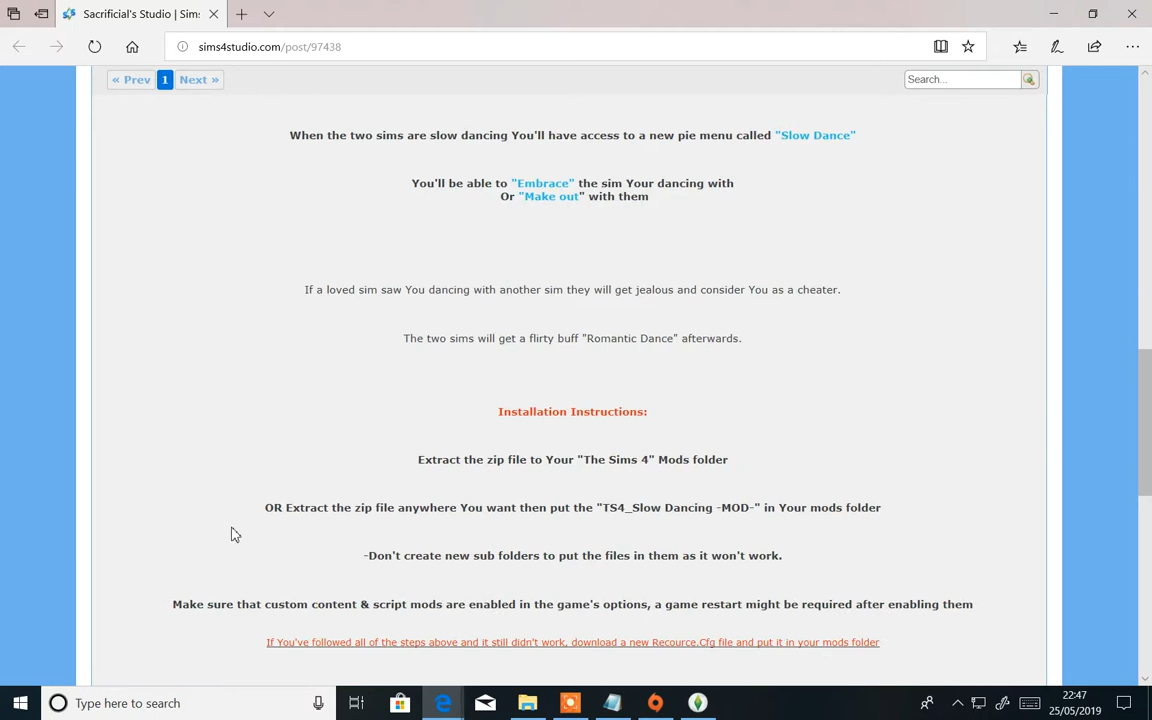 Sacrificial's Studio | Sims
sims4studio.com/post/97438
« Prev 1 Next »
Search...
When the two sims are slow dancing You'll have access to a new pie menu called "Slow Dance"
You'll be able to "Embrace" the sim Your dancing with
Or "Make out" with them
If a loved sim saw You dancing with another sim they will get jealous and consider You as a cheater.
The two sims will get a flirty buff "Romantic Dance" afterwards.
Installation Instructions:
Extract the zip file to Your "The Sims 4" Mods folder
OR Extract the zip file anywhere You want then put the "TS4_Slow Dancing -MOD-" in Your mods folder
-Don't create new sub folders to put the files in them as it won't work.
Make sure that custom content & script mods are enabled in the game's options, a game restart might be required after enabling them
If You've followed all of the steps above and it still didn't work, download a new Recource.Cfg file and put it in your mods folder
Type here to search
22:47
25/05/2019